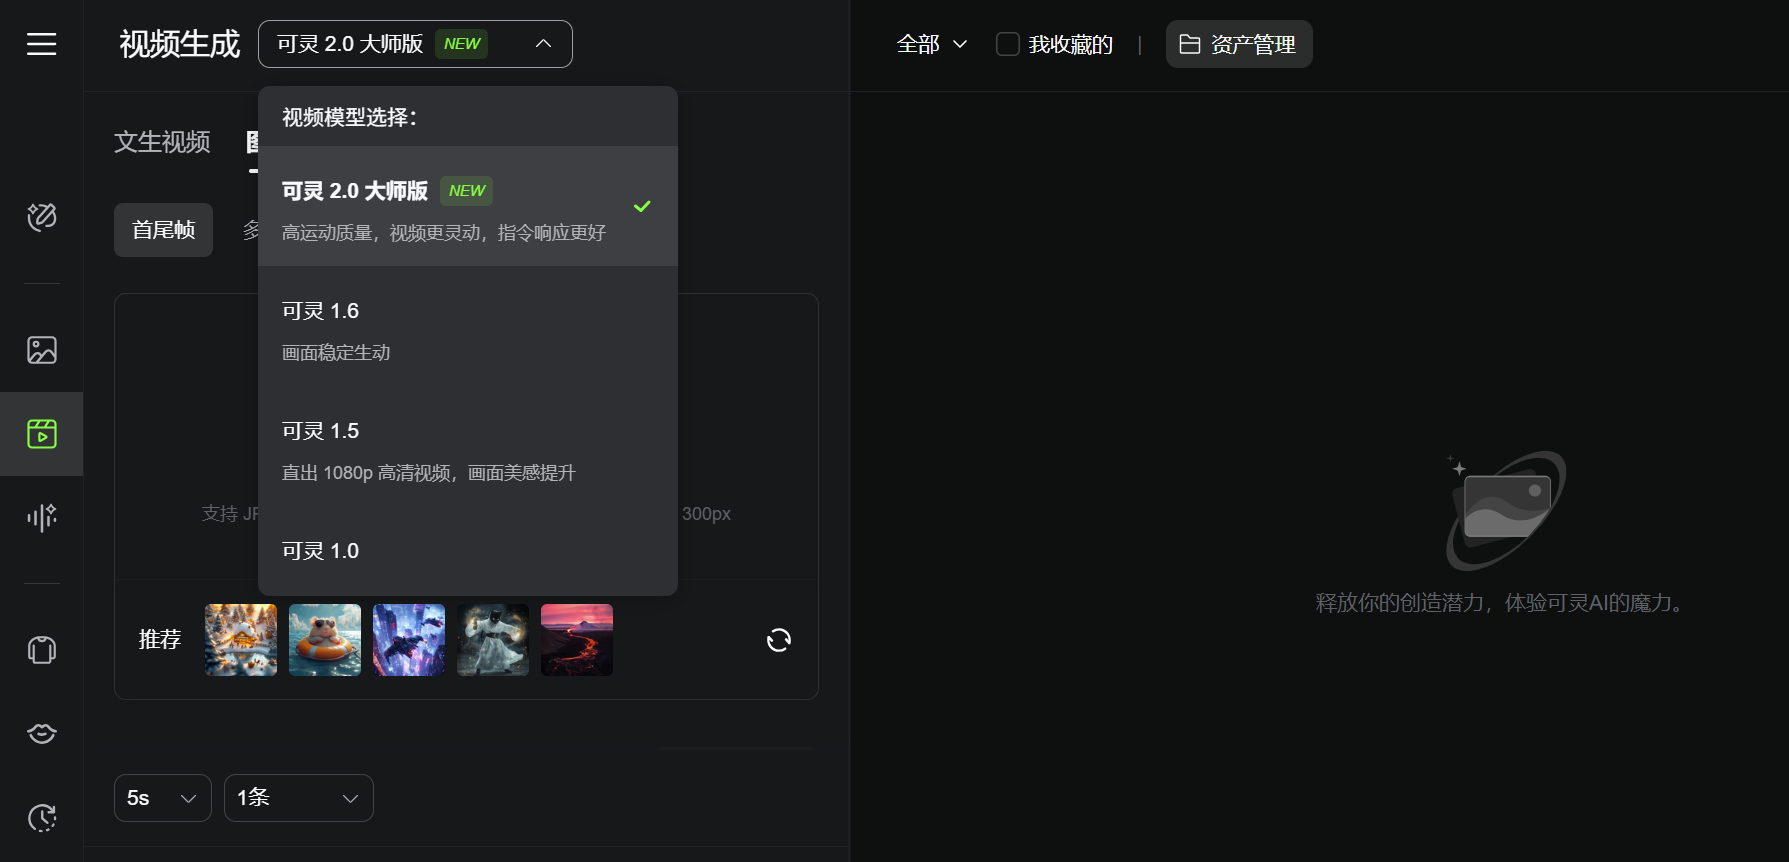 视频生成
可灵 2.0 大师版 NEW
全部
我收藏的
资产管理
文生视频
视频模型选择：
可灵 2.0 大师版 NEW
高运动质量，视频更灵动，指令响应更好
首尾帧
多
可灵 1.6
画面稳定生动
可灵 1.5
直出 1080p 高清视频，画面美感提升
支持
300px
可灵 1.0
推荐
释放你的创造潜力，体验可灵AI的魔力。
5s
1条